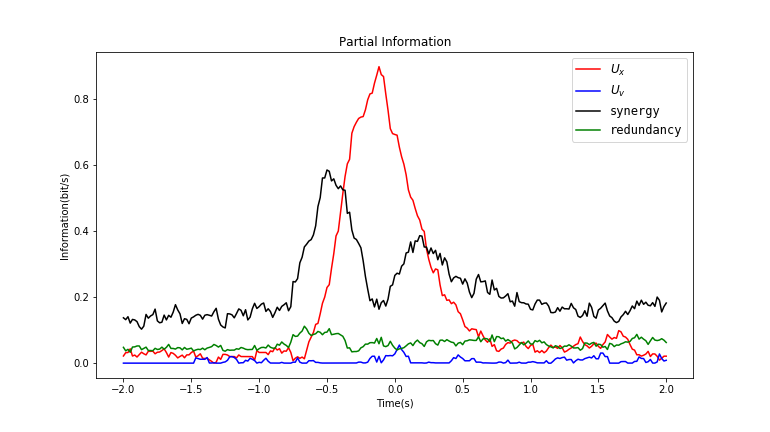 Partial Information
U_x
U_v
synergy
redundancy
Information(bit/s)
0.8
0.6
0.4
0.2
0.0
−2.0 −1.5 −1.0 −0.5 0.0 0.5 1.0 1.5 2.0
Time(s)